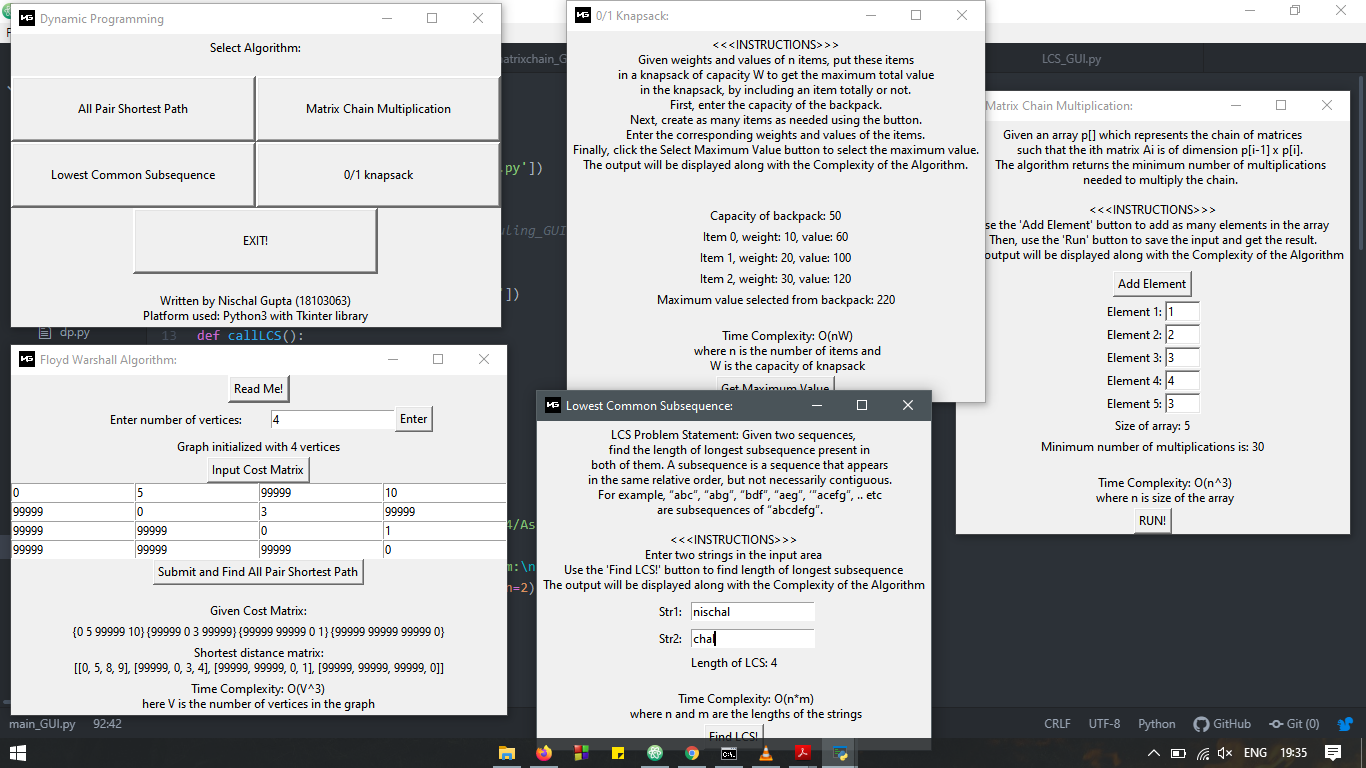 Dynamic Programming
Select Algorithm:
All Pair Shortest Path
Matrix Chain Multiplication
Lowest Common Subsequence
0/1 knapsack
EXIT!
Written by Nischal Gupta (18103063)
Platform used: Python3 with Tkinter library
0/1 Knapsack:
<<<INSTRUCTIONS>>>
Given weights and values of n items, put these items
in a knapsack of capacity W to get the maximum total value
in the knapsack, by including an item totally or not.
First, enter the capacity of the backpack.
Next, create as many items as needed using the button.
Enter the corresponding weights and values of the items.
Finally, click the Select Maximum Value button to select the maximum value.
The output will be displayed along with the Complexity of the Algorithm.
Capacity of backpack: 50
Item 0, weight: 10, value: 60
Item 1, weight: 20, value: 100
Item 2, weight: 30, value: 120
Maximum value selected from backpack: 220
Time Complexity: O(nW)
where n is the number of items and
W is the capacity of knapsack
Get Maximum Value
LCS_GUI.py
Matrix Chain Multiplication:
Given an array p[] which represents the chain of matrices
such that the ith matrix Ai is of dimension p[i-1] x p[i].
The algorithm returns the minimum number of multiplications
needed to multiply the chain.
<<<INSTRUCTIONS>>>
se the 'Add Element' button to add as many elements in the array
Then, use the 'Run' button to save the input and get the result.
output will be displayed along with the Complexity of the Algorithm
Add Element
Element 1: 1
Element 2: 2
Element 3: 3
Element 4: 4
Element 5: 3
Size of array: 5
Minimum number of multiplications is: 30
Time Complexity: O(n^3)
where n is size of the array
RUN!
atrixchain_G
.py'])
uling_GUI
'])
dp.py
13 def callLCS():
4/As
m:\n
n=2)
Floyd Warshall Algorithm:
Read Me!
Enter number of vertices: 4 Enter
Graph initialized with 4 vertices
Input Cost Matrix
0 5 99999 10
99999 0 3 99999
99999 99999 0 1
99999 99999 99999 0
Submit and Find All Pair Shortest Path
Given Cost Matrix:
{0 5 99999 10} {99999 0 3 99999} {99999 99999 0 1} {99999 99999 99999 0}
Shortest distance matrix:
[[0, 5, 8, 9], [99999, 0, 3, 4], [99999, 99999, 0, 1], [99999, 99999, 99999, 0]]
Time Complexity: O(V^3)
here V is the number of vertices in the graph
Lowest Common Subsequence:
LCS Problem Statement: Given two sequences,
find the length of longest subsequence present in
both of them. A subsequence is a sequence that appears
in the same relative order, but not necessarily contiguous.
For example, “abc”, “abg”, “bdf”, “aeg”, ‘”acefg”, .. etc
are subsequences of “abcdefg”.
<<<INSTRUCTIONS>>>
Enter two strings in the input area
Use the 'Find LCS!' button to find length of longest subsequence
The output will be displayed along with the Complexity of the Algorithm
Str1: nischal
Str2: chal
Length of LCS: 4
Time Complexity: O(n*m)
where n and m are the lengths of the strings
Find LCS!
main_GUI.py 92:42
CRLF UTF-8 Python GitHub Git (0)
ENG 19:35